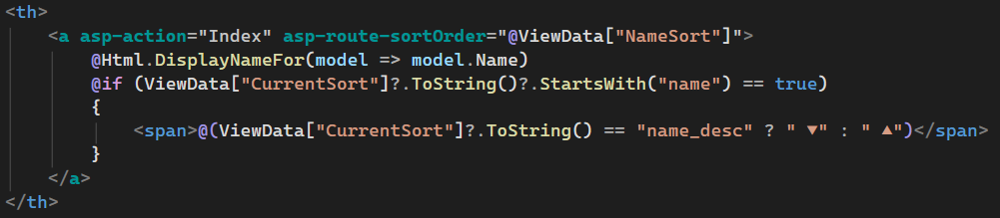 <th>
    <a asp-action="Index" asp-route-sortOrder="@ViewData["NameSort"]">
        @Html.DisplayNameFor(model => model.Name)
        @if (ViewData["CurrentSort"]?.ToString()?.StartsWith("name") == true)
        {
            <span>@(ViewData["CurrentSort"]?.ToString() == "name_desc" ? " ▼" : " ▲")</span>
        }
    </a>
</th>